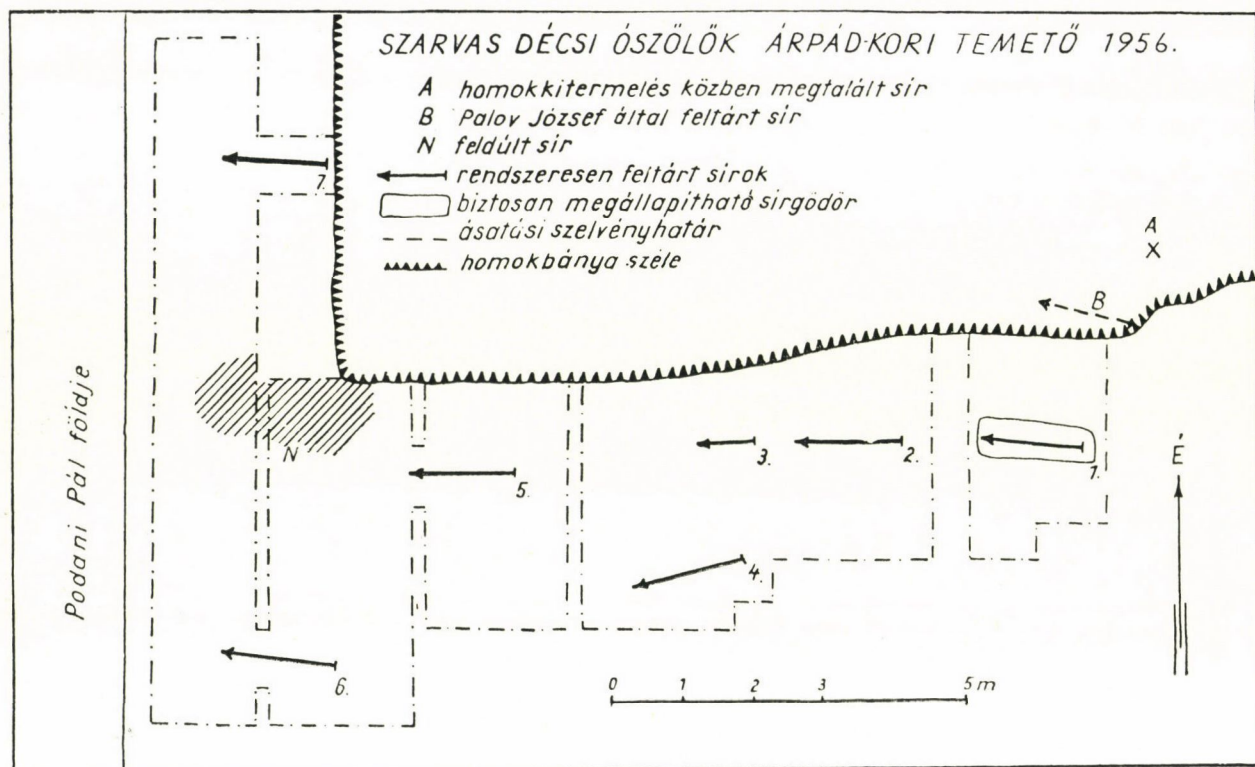 SZARVAS DÉCSI ÓSZÖLÖK ÁRPÁD-KORI TEMETŐ 1956.
A homokkitermelés közben megtalált sír
B Palov József által feltárt sír
N feldúlt sír
rendszeresen feltárt sírok
biztosan megállapítható sírgödör
ásatási szelvényhatár
homokbánya széle
7.
A
B
N
5.
3.
2.
1.
4.
6.
É
Podani Pál földje
0 1 2 3 5 m